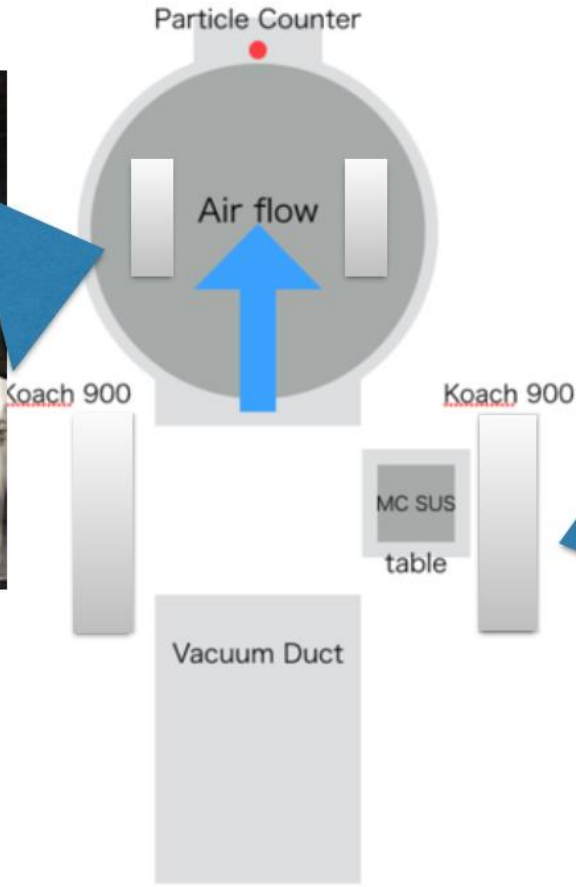 Particle Counter
Air flow
Koach 900
Koach 900
MC SUS
table
Vacuum Duct